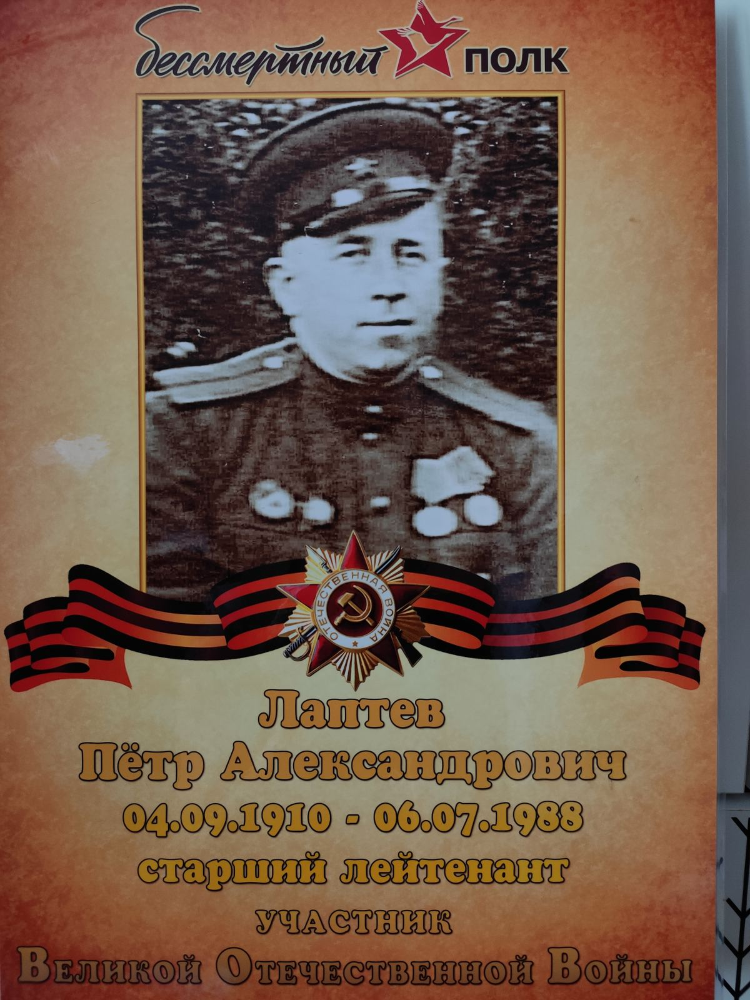 бессмертный полк
ОТЕЧЕСТВЕННАЯ ВОЙНА
Лаптев
Пётр Александрович
04.09.1910 - 06.07.1988
старший лейтенант
участник
Великой Отечественной Войны